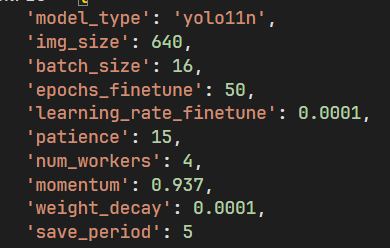 'model_type': 'yolo11n',
'img_size': 640,
'batch_size': 16,
'epochs_finetune': 50,
'learning_rate_finetune': 0.0001,
'patience': 15,
'num_workers': 4,
'momentum': 0.937,
'weight_decay': 0.0001,
'save_period': 5